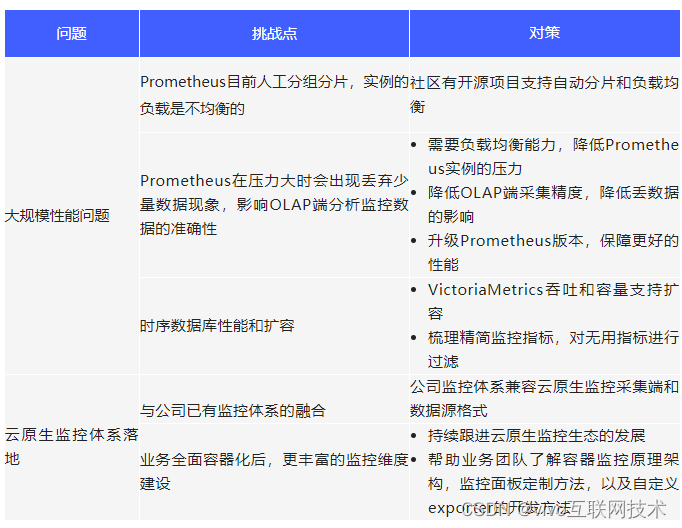 问题 挑战点 对策
Prometheus目前人工分组分片，实例的
负载是不均衡的
社区有开源项目支持自动分片和负载均
衡
大规模性能问题
Prometheus在压力大时会出现丢弃少
量数据现象，影响OLAP端分析监控数
据的准确性
• 需要负载均衡能力，降低Promethe
us实例的压力
• 降低OLAP端采集精度，降低丢数据
的影响
• 升级Prometheus版本，保障更好的
性能
时序数据库性能和扩容
• VictoriaMetrics吞吐和容量支持扩
容
• 梳理精简监控指标，对无用指标进行
过滤
云原生监控体系落
地
与公司已有监控体系的融合
公司监控体系兼容云原生监控采集端和
数据源格式
业务全面容器化后，更丰富的监控维度
建设
• 持续跟进云原生监控生态的发展
• 帮助业务团队了解容器监控原理架
构，监控面板定制方法，以及自定义
exporter的开发方法
CSDN @vivo互联网技术